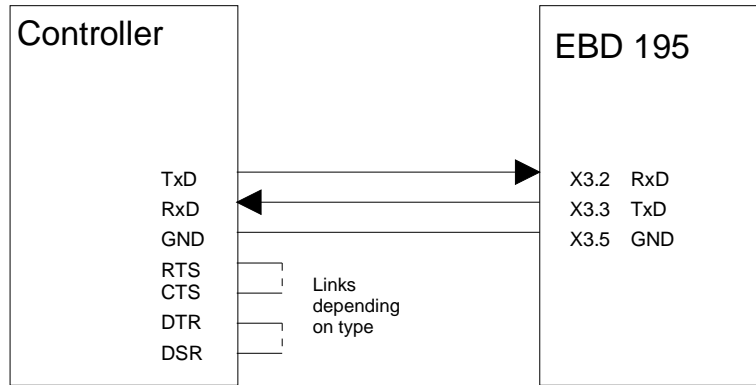 Controller
EBD 195
TxD
X3.2 RxD
RxD
X3.3 TxD
GND
X3.5 GND
RTS
CTS
DTR
DSR
Links
depending
on type